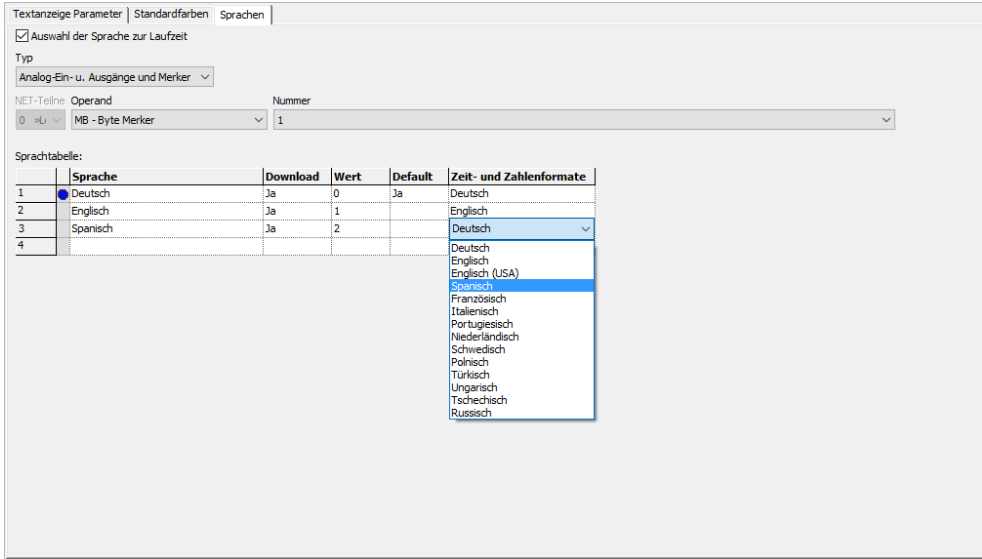 Textanzeige Parameter Standardfarben Sprachen
Auswahl der Sprache zur Laufzeit
Typ
Analog-Ein- u. Ausgänge und Merker
NET-Teilne Operand Nummer
0 MB - Byte Merker 1
Sprachtabelle:
Sprache Download Wert Default Zeit- und Zahlenformate
1 Deutsch Ja 0 Ja Deutsch
2 Englisch Ja 1 Englisch
3 Spanisch Ja 2 Deutsch
4
Deutsch
Englisch
Englisch (USA)
Spanisch
Französisch
Italienisch
Portugiesisch
Niederländisch
Schwedisch
Polnisch
Türkisch
Ungarisch
Tschechisch
Russisch